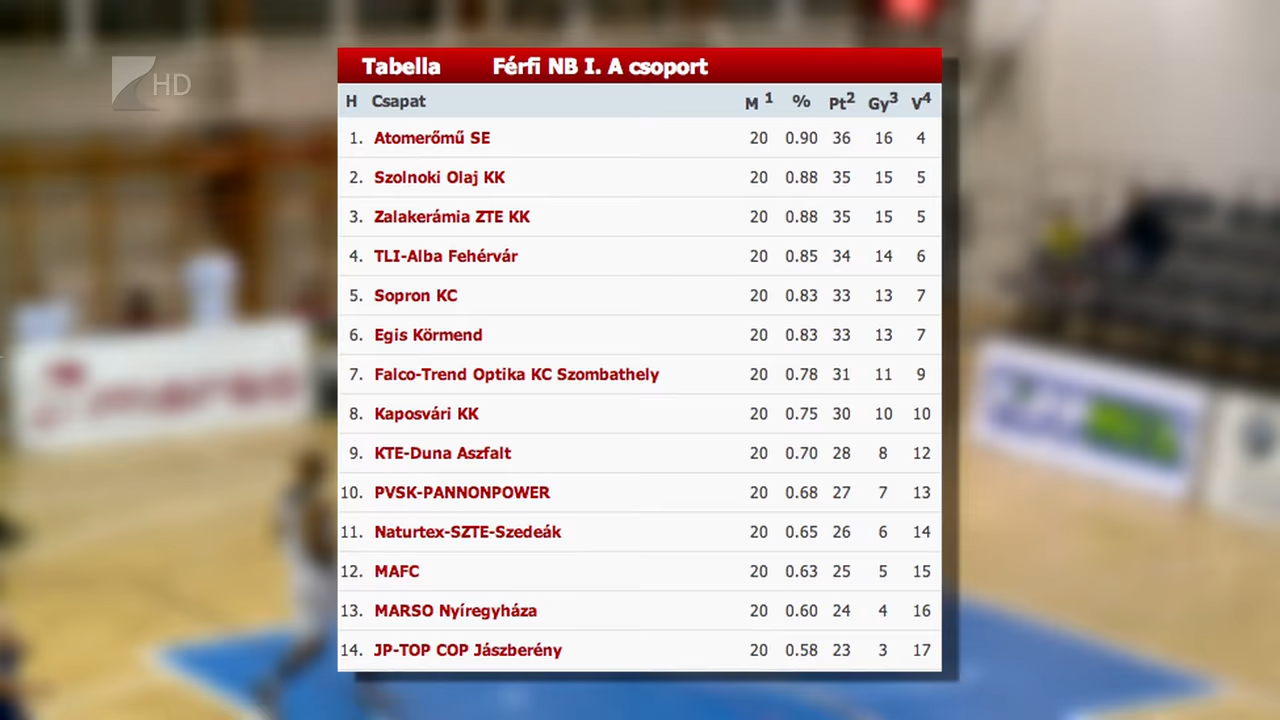 HD
Tabella Férfi NB I. A csoport
H Csapat M 1 % Pt2 Gy3 V4
1. Atomerőmű SE 20 0.90 36 16 4
2. Szolnoki Olaj KK 20 0.88 35 15 5
3. Zalakerámia ZTE KK 20 0.88 35 15 5
4. TLI-Alba Fehérvár 20 0.85 34 14 6
5. Sopron KC 20 0.83 33 13 7
6. Egis Körmend 20 0.83 33 13 7
7. Falco-Trend Optika KC Szombathely 20 0.78 31 11 9
8. Kaposvári KK 20 0.75 30 10 10
9. KTE-Duna Aszfalt 20 0.70 28 8 12
10. PVSK-PANNONPOWER 20 0.68 27 7 13
11. Naturtex-SZTE-Szedeák 20 0.65 26 6 14
12. MAFC 20 0.63 25 5 15
13. MARSO Nyíregyháza 20 0.60 24 4 16
14. JP-TOP COP Jászberény 20 0.58 23 3 17